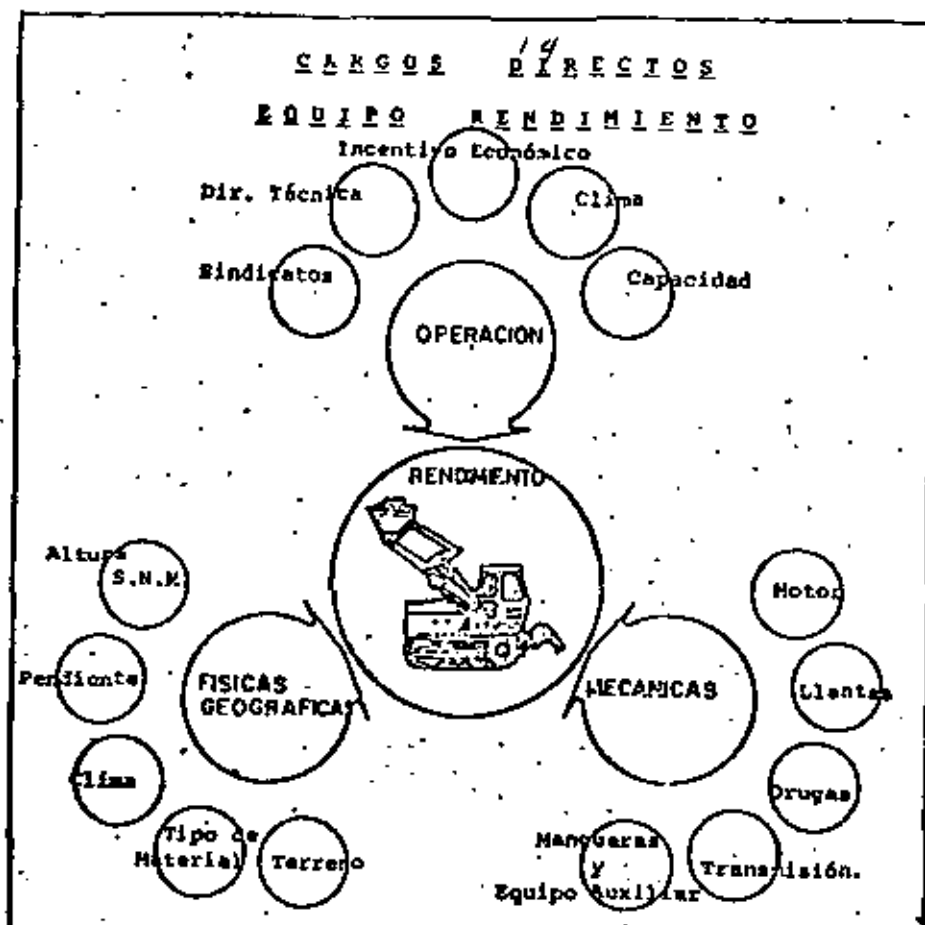 14
CARGOS DIRECTOS
EQUIPO RENDIMIENTO
Incentivo Económico
Dir. Técnica
Clima
Sindicatos
Capacidad
OPERACION
RENDIMIENTO
Altura
S.N.M.
Motor
Pendiente
FISICAS
GEOGRAFICAS
MECANICAS
Llantas
Clima
Orugas
Tipo de
Material
Terreno
Mangueras
y
Equipo Auxiliar
Transmisión.